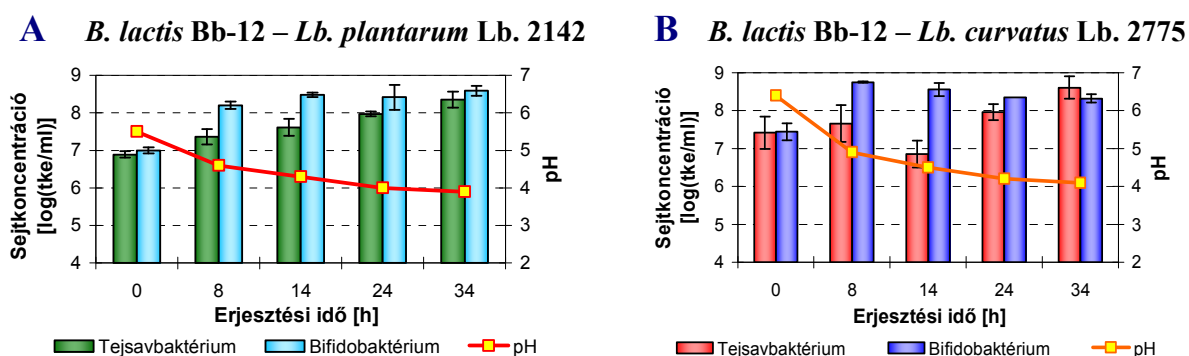 A B. lactis Bb-12 – Lb. plantarum Lb. 2142
Sejtkoncentráció
[log(tke/ml)]
9
8
7
6
5
4
7
6
5
4
3
2
pH
0 8 14 24 34
Erjesztési idő [h]
Tejsavbaktérium Bifidobaktérium pH
B B. lactis Bb-12 – Lb. curvatus Lb. 2775
Sejtkoncentráció
[log(tke/ml)]
9
8
7
6
5
4
7
6
5
4
3
2
pH
0 8 14 24 34
Erjesztési idő [h]
Tejsavbaktérium Bifidobaktérium pH